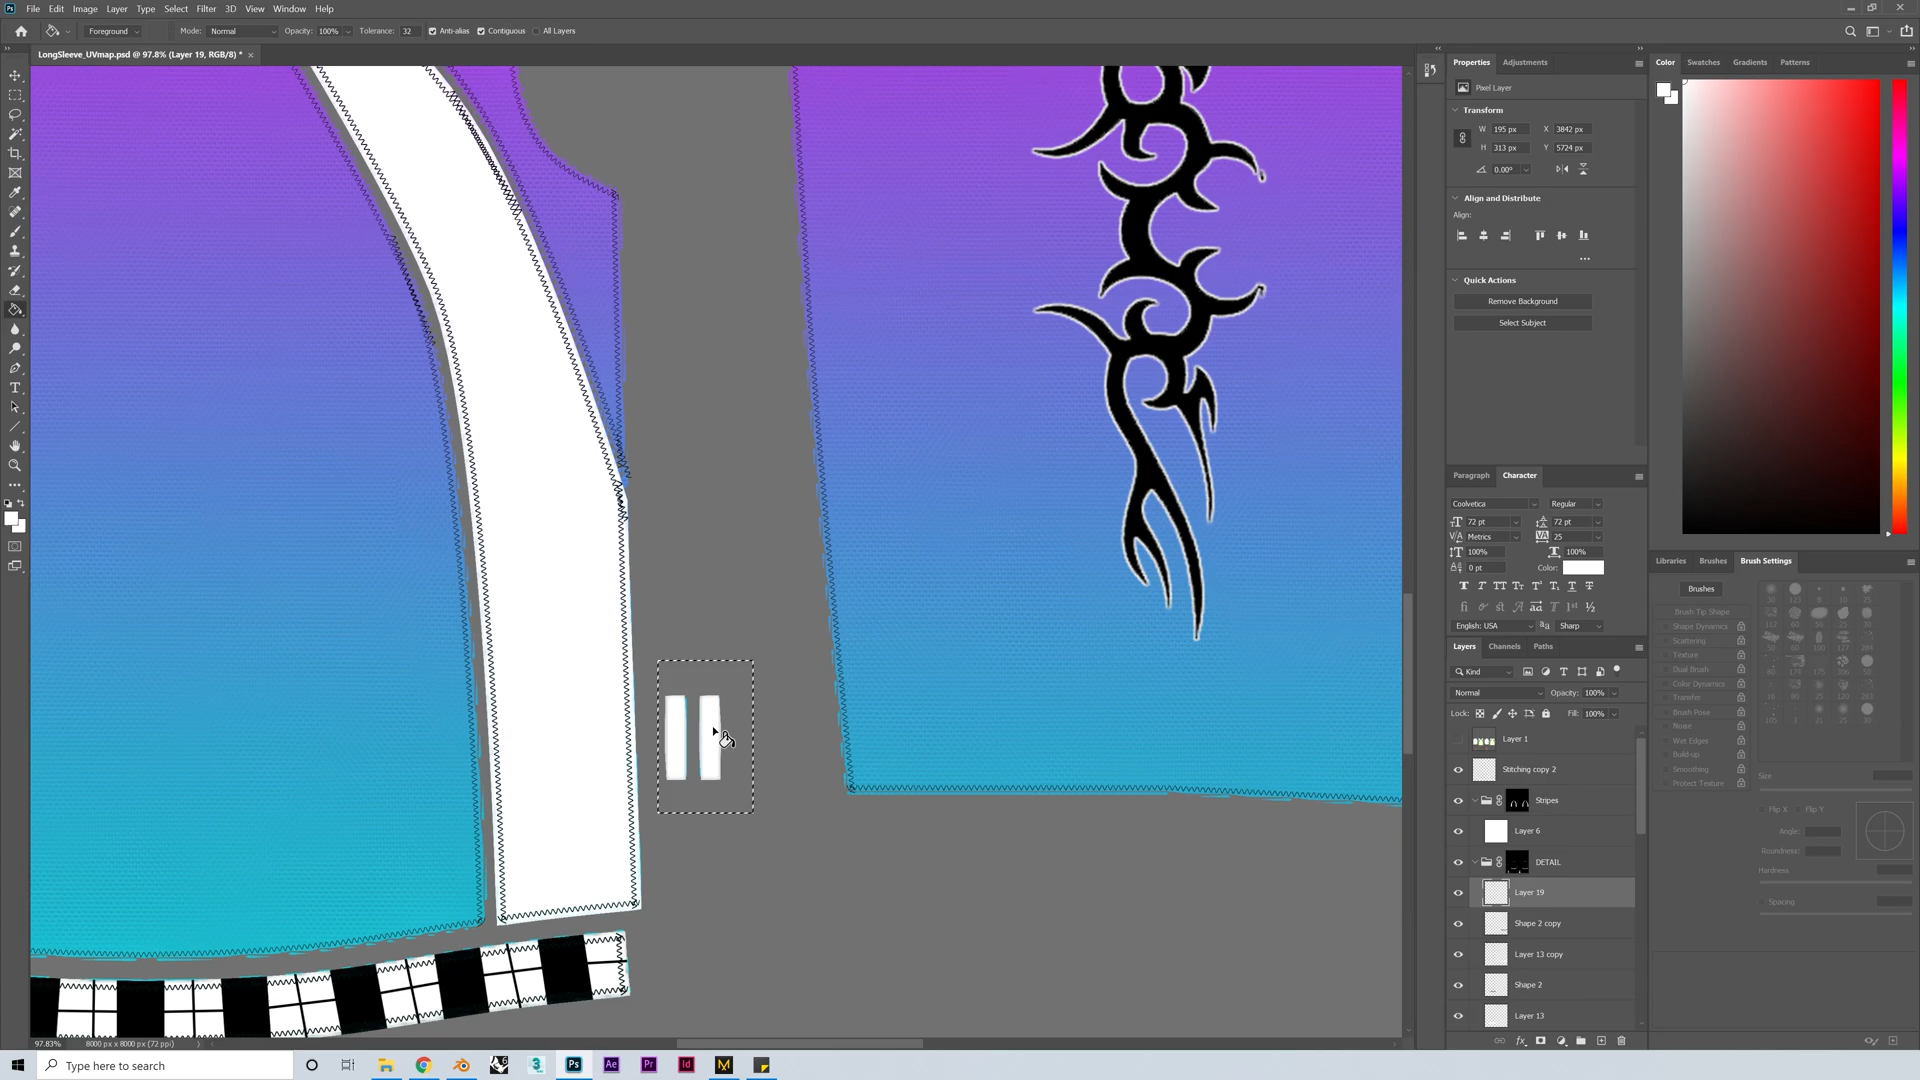 File Edit Image Layer Type Select Filter 3D View Window Help
Foreground Mode: Normal Opacity: 100% Tolerance: 32 Anti-alias Contiguous All Layers
LongSleeve_UVmap.psd @ 97.8% (Layer 19, RGB/8) *
Properties Adjustments
Pixel Layer
Transform
W 195 px X 3842 px
H 313 px Y 5724 px
0.00°
Align and Distribute
Align:
Quick Actions
Remove Background
Select Subject
Paragraph Character
Coolvetica Regular
72 pt 72 pt
Metrics 25
100% 100%
0 pt Color:
English: USA Sharp
Layers Channels Paths
Kind
Normal Opacity: 100%
Lock: Fill: 100%
Layer 1
Stitching copy 2
Stripes
Layer 6
DETAIL
Layer 19
Shape 2 copy
Layer 13 copy
Shape 2
Layer 13
Color Swatches Gradients Patterns
Libraries Brushes Brush Settings
Brushes
Brush Tip Shape
Shape Dynamics
Scattering
Texture
Dual Brush
Color Dynamics
Transfer
Brush Pose
Noise
Wet Edges
Build-up
Smoothing
Protect Texture
Size
Flip X Flip Y
Angle:
Roundness:
Hardness
Spacing
97.83% 8000 px x 8000 px (72 ppi)
Type here to search